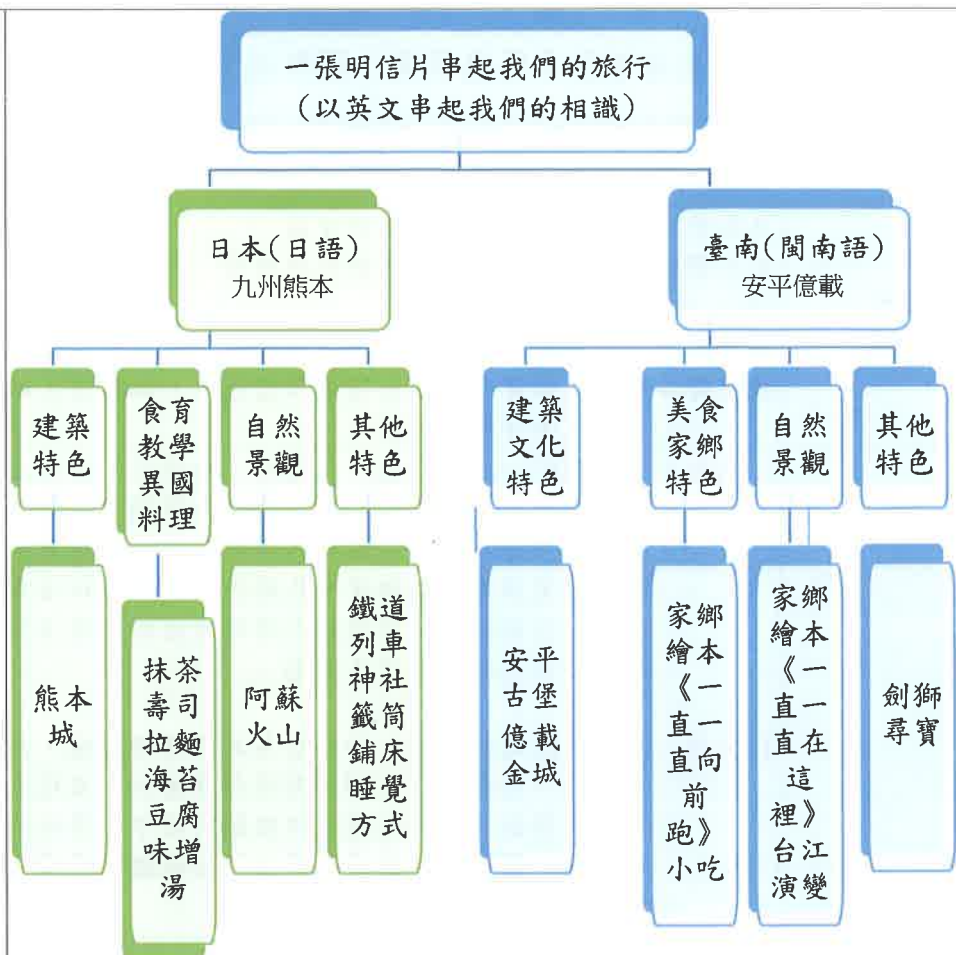 一張明信片串起我們的旅行
(以英文串起我們的相識)
日本(日語)
九州熊本
臺南(閩南語)
安平億載
建築
特色
食育
教學
異國
料理
自然
景觀
其他
特色
建築
文化
特色
美食
家鄉
特色
自然
景觀
其他
特色
熊本
城
抹茶
壽司
拉麵
海苔
豆腐
味增
湯
阿蘇
火山
鐵道
列車
神社
籤筒
鋪床
睡覺
方式
安平
古堡
億載
金城
家鄉
繪本
《一
直一
直向
前
跑》
小吃
家鄉
繪本
《一
直一
直在
這
裡》
台江
演變
劍獅
尋寶